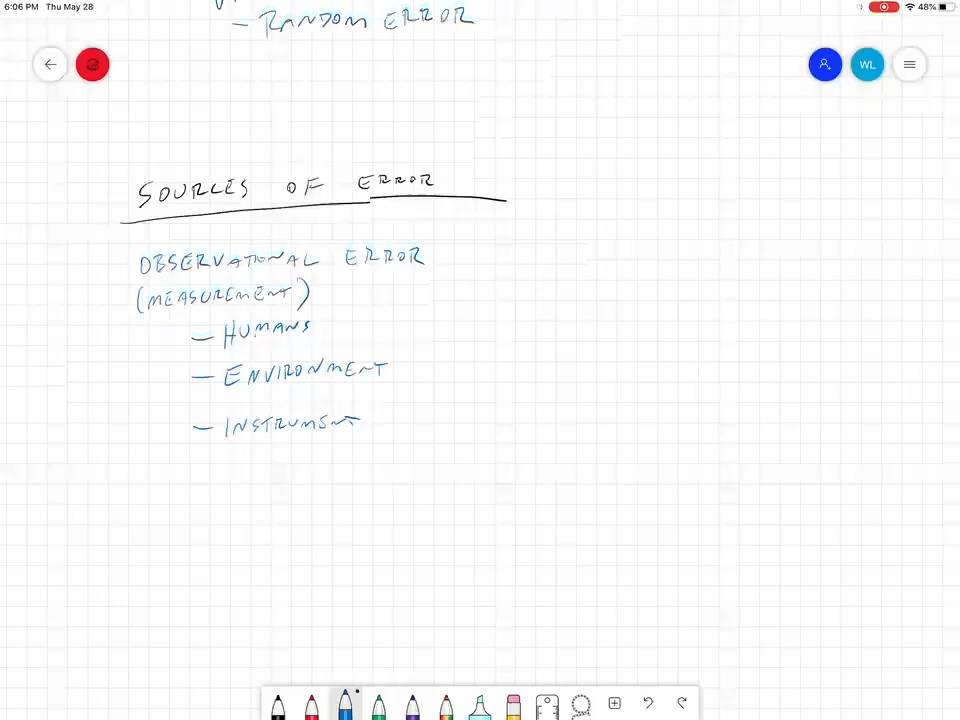 6:06 PM Thu May 28
48%
— RANDOM ERROR
WL
SOURCES OF ERROR
OBSERVATIONAL ERROR
(MEASUREMENT)
— HUMANS
— ENVIRONMENT
— INSTRUMENT